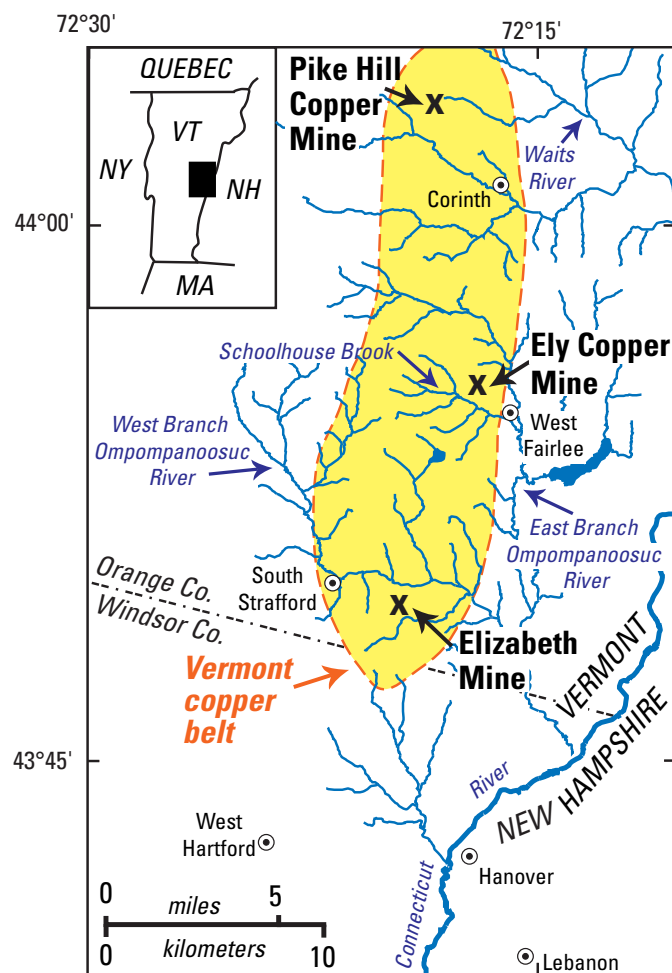 72°30'
72°15'
QUEBEC
VT
NY
NH
MA
Pike Hill
Copper
Mine
X
Waits
River
Corinth
44°00'
Schoolhouse Brook
Ely Copper
Mine
X
West
Fairlee
West Branch
Ompompanoosuc
River
East Branch
Ompompanoosuc
River
South
Strafford
Orange Co.
Windsor Co.
X
Elizabeth
Mine
Vermont
copper
belt
VERMONT
NEW HAMPSHIRE
43°45'
River
Connecticut
West
Hartford
Hanover
Lebanon
0 5
miles
0 10
kilometers